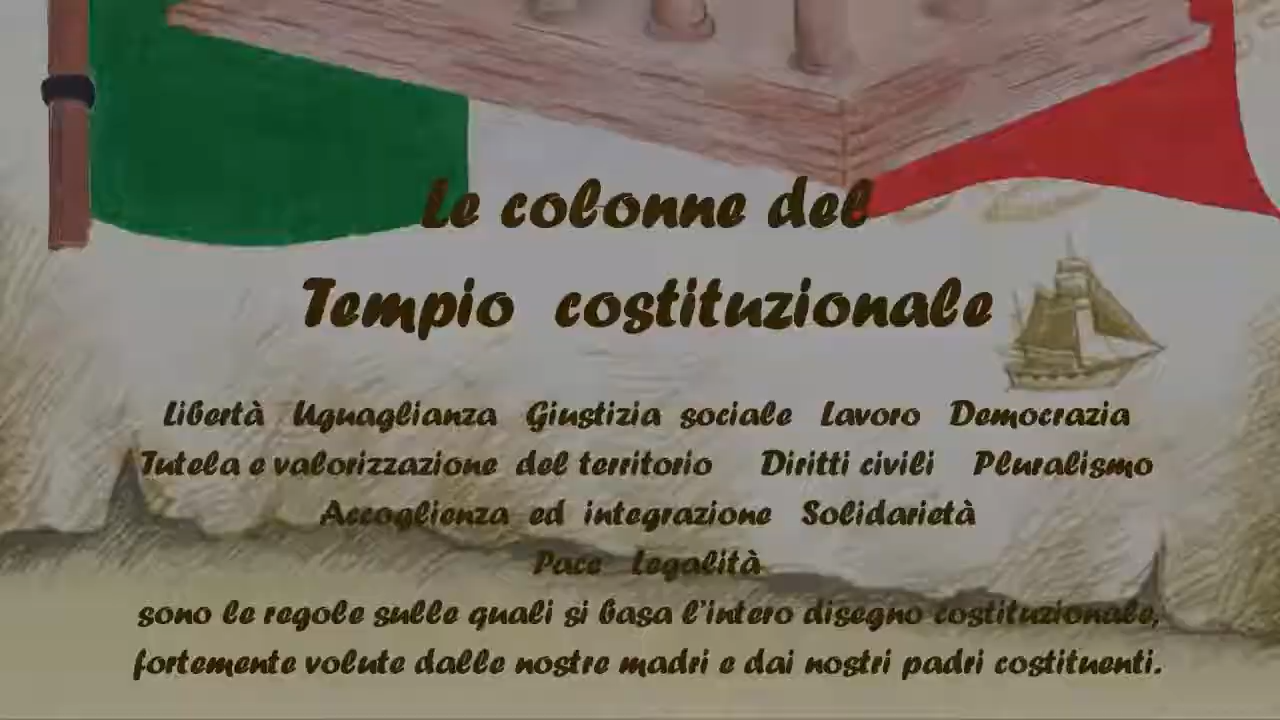 Le colonne del
Tempio costituzionale
Libertà Uguaglianza Giustizia sociale Lavoro Democrazia
Tutela e valorizzazione del territorio Diritti civili Pluralismo
Accoglienza ed integrazione Solidarietà
Pace Legalità
sono le regole sulle quali si basa l'intero disegno costituzionale,
fortemente volute dalle nostre madri e dai nostri padri costituenti.